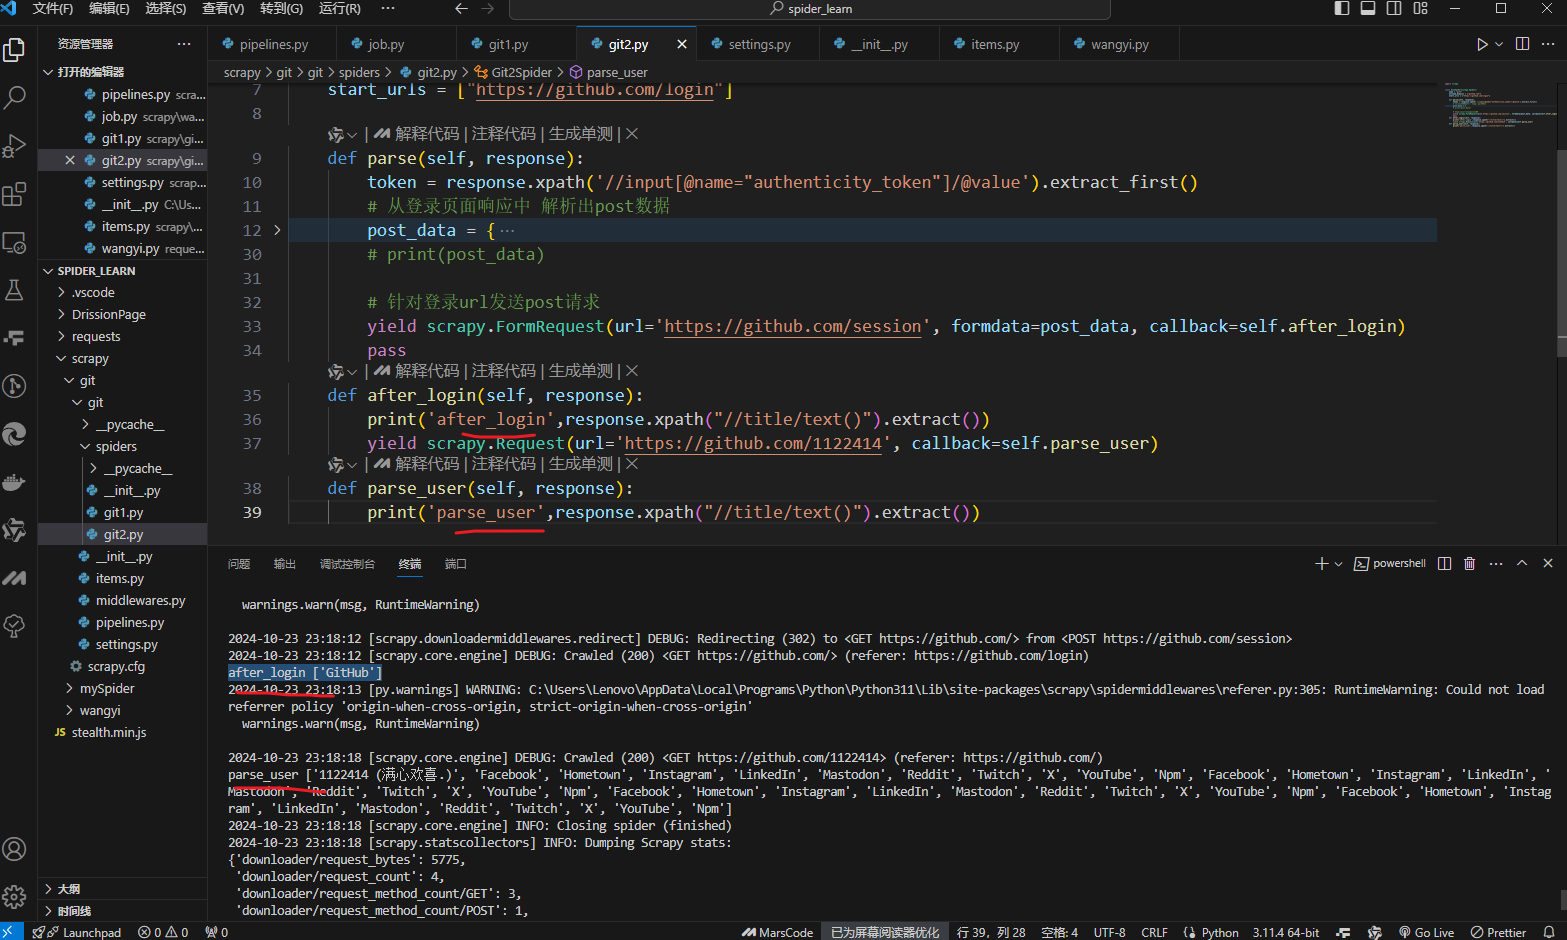 文件(F) 编辑(E) 选择(S) 查看(V) 转到(G) 运行(R) ··· spider_learn
资源管理器 ···
打开的编辑器
pipelines.py scra...
job.py scrapy\wa...
git1.py scrapy\gi...
git2.py scrapy\gi...
settings.py scrap...
__init__.py C:\Us...
items.py scrapy\...
wangyi.py reque...
SPIDER_LEARN
.vscode
DrissionPage
requests
scrapy
git
git
__pycache__
spiders
__pycache__
__init__.py
git1.py
git2.py
__init__.py
items.py
middlewares.py
pipelines.py
settings.py
scrapy.cfg
mySpider
wangyi
JS stealth.min.js
大纲
时间线
pipelines.py job.py git1.py git2.py settings.py __init__.py items.py wangyi.py
scrapy > git > git > spiders > git2.py > Git2Spider > parse_user
7 start_urls = ["https://github.com/login"]
8
解释代码 | 注释代码 | 生成单测 |
9 def parse(self, response):
10 token = response.xpath('//input[@name="authenticity_token"]/@value').extract_first()
11 # 从登录页面响应中 解析出post数据
12 post_data = { ···
30 # print(post_data)
31
32 # 针对登录url发送post请求
33 yield scrapy.FormRequest(url='https://github.com/session', formdata=post_data, callback=self.after_login)
34 pass
解释代码 | 注释代码 | 生成单测 |
35 def after_login(self, response):
36 print('after_login',response.xpath("//title/text()").extract())
37 yield scrapy.Request(url='https://github.com/1122414', callback=self.parse_user)
解释代码 | 注释代码 | 生成单测 |
38 def parse_user(self, response):
39 print('parse_user',response.xpath("//title/text()").extract())
问题 输出 调试控制台 终端 端口 powershell
warnings.warn(msg, RuntimeWarning)
2024-10-23 23:18:12 [scrapy.downloadermiddlewares.redirect] DEBUG: Redirecting (302) to <GET https://github.com/> from <POST https://github.com/session>
2024-10-23 23:18:12 [scrapy.core.engine] DEBUG: Crawled (200) <GET https://github.com/> (referer: https://github.com/login)
after_login ['GitHub']
2024-10-23 23:18:13 [py.warnings] WARNING: C:\Users\Lenovo\AppData\Local\Programs\Python\Python311\Lib\site-packages\scrapy\spidermiddlewares\referer.py:305: RuntimeWarning: Could not load
referrer policy 'origin-when-cross-origin, strict-origin-when-cross-origin'
warnings.warn(msg, RuntimeWarning)
2024-10-23 23:18:18 [scrapy.core.engine] DEBUG: Crawled (200) <GET https://github.com/1122414> (referer: https://github.com/)
parse_user ['1122414 (满心欢喜.)', 'Facebook', 'Hometown', 'Instagram', 'LinkedIn', 'Mastodon', 'Reddit', 'Twitch', 'X', 'YouTube', 'Npm', 'Facebook', 'Hometown', 'Instagram', 'LinkedIn', '
Mastodon', 'Reddit', 'Twitch', 'X', 'YouTube', 'Npm', 'Facebook', 'Hometown', 'Instagram', 'LinkedIn', 'Mastodon', 'Reddit', 'Twitch', 'X', 'YouTube', 'Npm', 'Facebook', 'Hometown', 'Instag
ram', 'LinkedIn', 'Mastodon', 'Reddit', 'Twitch', 'X', 'YouTube', 'Npm']
2024-10-23 23:18:18 [scrapy.core.engine] INFO: Closing spider (finished)
2024-10-23 23:18:18 [scrapy.statscollectors] INFO: Dumping Scrapy stats:
{'downloader/request_bytes': 5775,
'downloader/request_count': 4,
'downloader/request_method_count/GET': 3,
'downloader/request_method_count/POST': 1,
Launchpad 0 0 0 MarsCode 已为屏幕阅读器优化 行 39，列 28 空格: 4 UTF-8 CRLF Python 3.11.4 64-bit Go Live Prettier